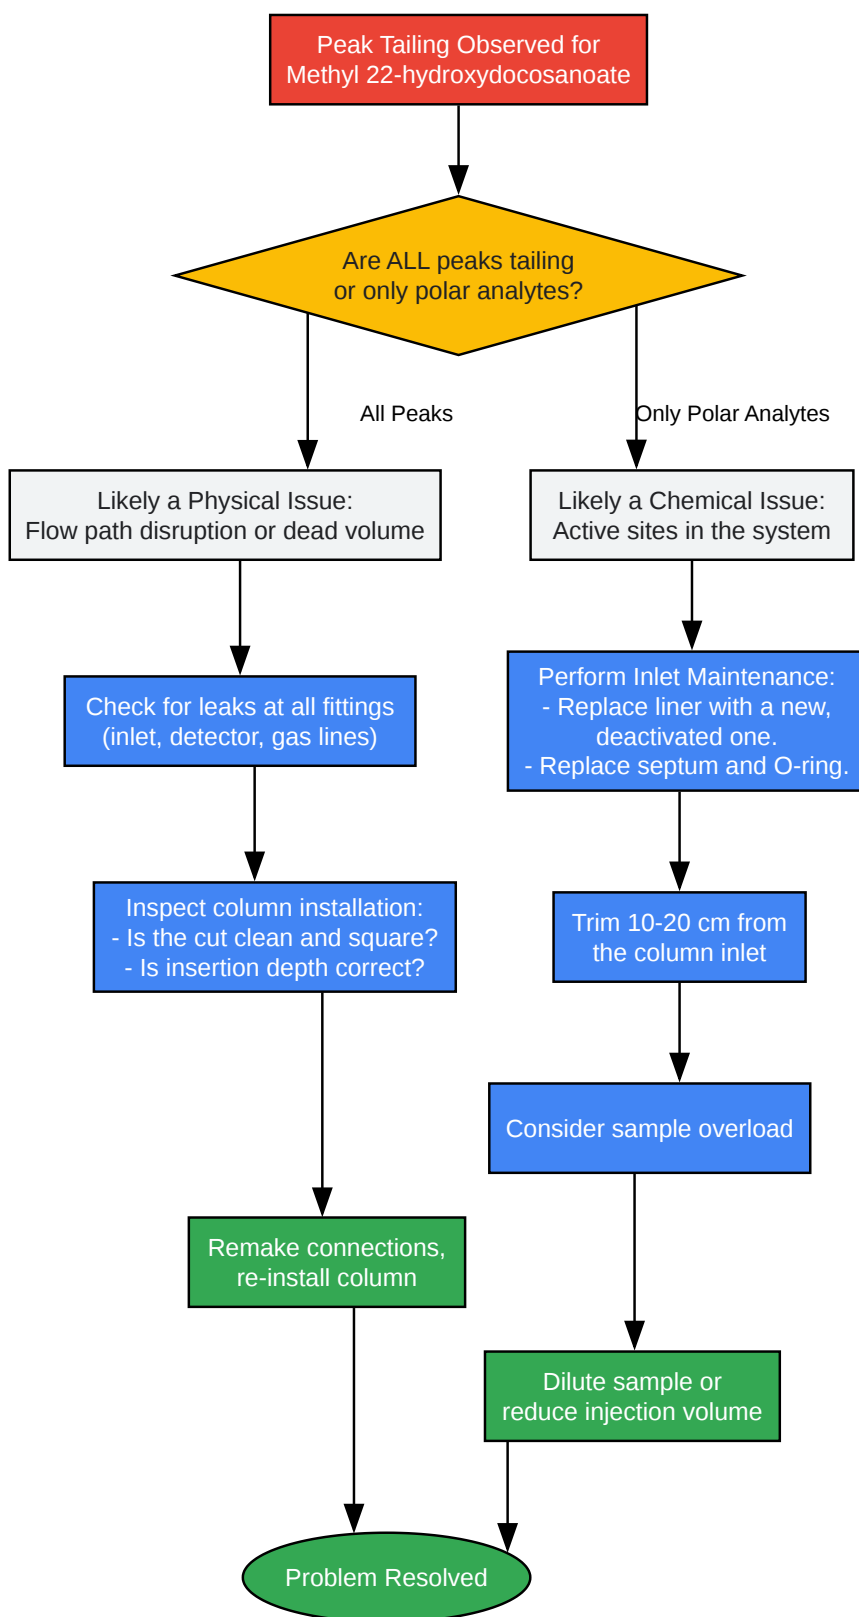 Peak Tailing Observed for
Methyl 22-hydroxydocosanoate
Are ALL peaks tailing
or only polar analytes?
All Peaks
Only Polar Analytes
Likely a Physical Issue:
Flow path disruption or dead volume
Likely a Chemical Issue:
Active sites in the system
Check for leaks at all fittings
(inlet, detector, gas lines)
Perform Inlet Maintenance:
- Replace liner with a new,
deactivated one.
- Replace septum and O-ring.
Inspect column installation:
- Is the cut clean and square?
- Is insertion depth correct?
Trim 10-20 cm from
the column inlet
Consider sample overload
Remake connections,
re-install column
Dilute sample or
reduce injection volume
Problem Resolved